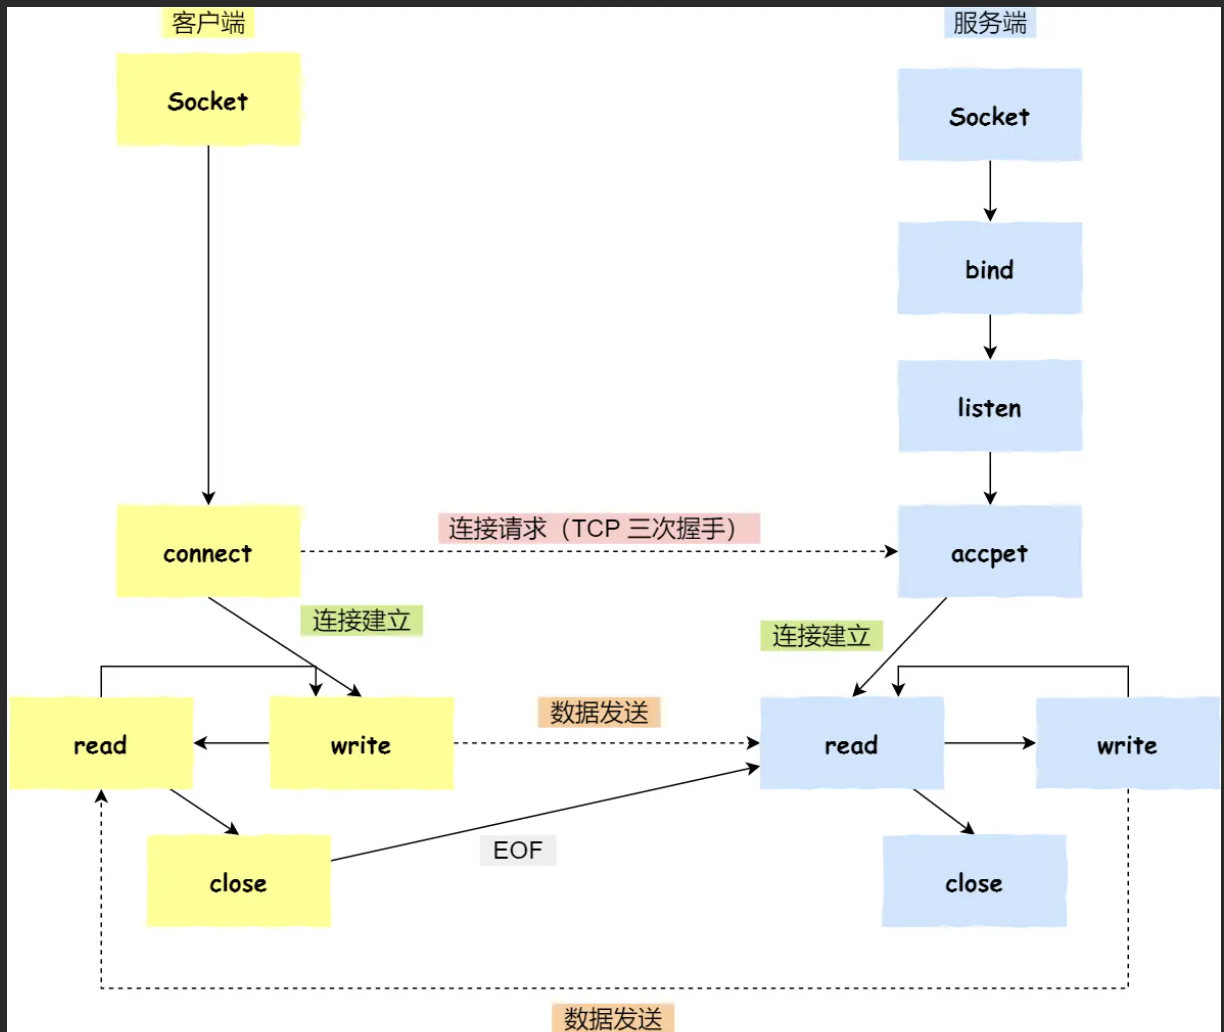 客户端
服务端
Socket
Socket
bind
listen
连接请求（TCP 三次握手）
connect
accpet
连接建立
连接建立
数据发送
read
write
read
write
EOF
close
close
数据发送